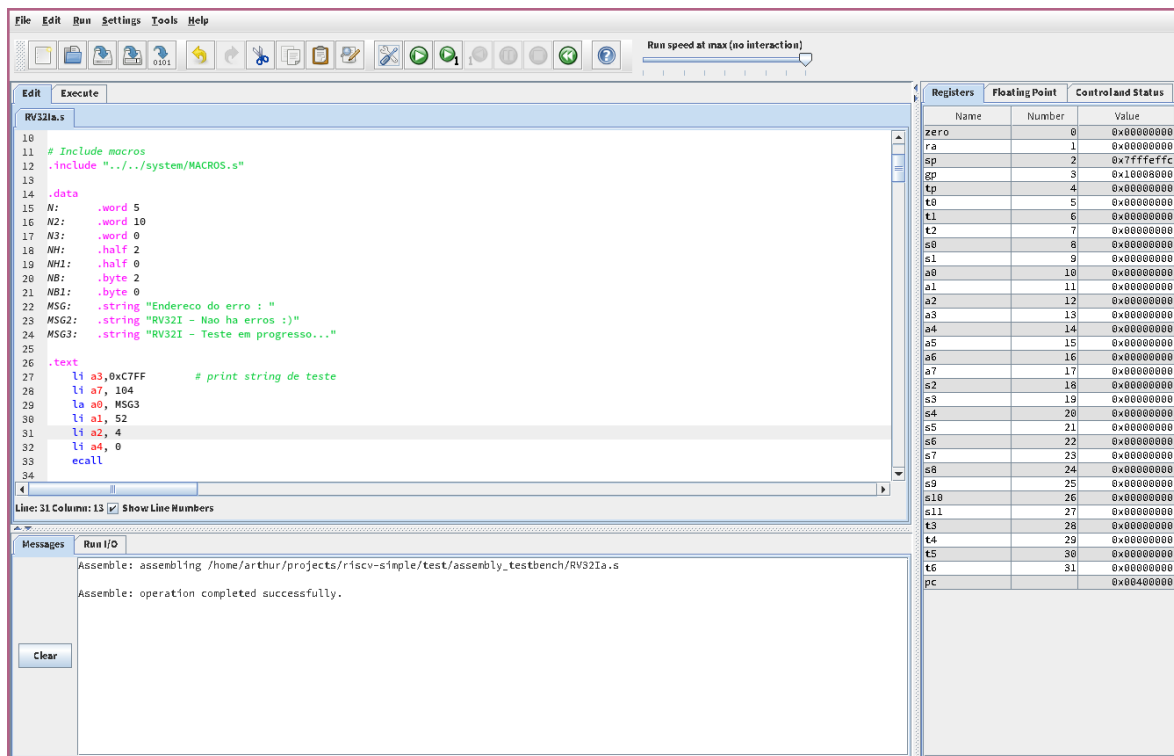 File Edit Run Settings Tools Help
Run speed at max (no interaction)
0101
1
1
Edit Execute
RV32Ia.s
10
11 # Include macros
12 .include "../../system/MACROS.s"
13
14 .data
15 N: .word 5
16 N2: .word 10
17 N3: .word 0
18 NH: .half 2
19 NH1: .half 0
20 NB: .byte 2
21 NB1: .byte 0
22 MSG: .string "Endereco do erro : "
23 MSG2: .string "RV32I - Nao ha erros :)"
24 MSG3: .string "RV32I - Teste em progresso..."
25
26 .text
27 li a3,0xC7FF # print string de teste
28 li a7, 104
29 la a0, MSG3
30 li a1, 52
31 li a2, 4
32 li a4, 0
33 ecall
34
Line: 31 Column: 13 Show Line Numbers
Messages Run I/O
Assemble: assembling /home/arthur/projects/riscv-simple/test/assembly_testbench/RV32Ia.s
Assemble: operation completed successfully.
Clear
Registers Floating Point Control and Status
Name Number Value
zero 0 0x00000000
ra 1 0x00000000
sp 2 0x7fffeffc
gp 3 0x10008000
tp 4 0x00000000
t0 5 0x00000000
t1 6 0x00000000
t2 7 0x00000000
s0 8 0x00000000
s1 9 0x00000000
a0 10 0x00000000
a1 11 0x00000000
a2 12 0x00000000
a3 13 0x00000000
a4 14 0x00000000
a5 15 0x00000000
a6 16 0x00000000
a7 17 0x00000000
s2 18 0x00000000
s3 19 0x00000000
s4 20 0x00000000
s5 21 0x00000000
s6 22 0x00000000
s7 23 0x00000000
s8 24 0x00000000
s9 25 0x00000000
s10 26 0x00000000
s11 27 0x00000000
t3 28 0x00000000
t4 29 0x00000000
t5 30 0x00000000
t6 31 0x00000000
pc 0x00400000